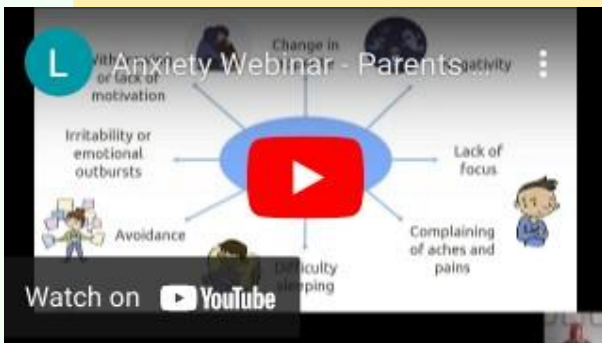 L Anxiety Webinar - Parents ...
or lack of
motivation
Change in
Irritability or
emotional
outbursts
Lack of
focus
Avoidance
Complaining
of aches and
pains
Difficulty
sleeping
Watch on YouTube